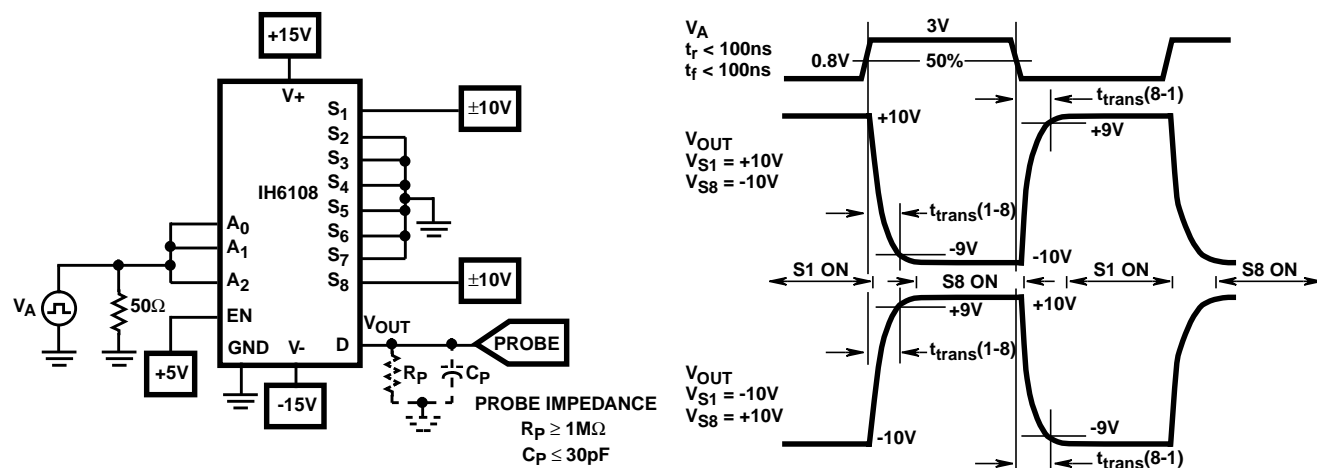 +15V
V+
IH6108
S1
S2
S3
S4
S5
S6
S7
S8
±10V
±10V
A0
A1
A2
EN
GND
V-
D
VA
50Ω
+5V
-15V
VOUT
PROBE
RP
CP
PROBE IMPEDANCE
RP ≥ 1MΩ
CP ≤ 30pF
VA
tr < 100ns
tf < 100ns
3V
0.8V
50%
ttrans(8-1)
+10V
+9V
VOUT
VS1 = +10V
VS8 = -10V
ttrans(1-8)
-9V
-10V
S1 ON
S8 ON
S1 ON
S8 ON
+9V
+10V
ttrans(1-8)
VOUT
VS1 = -10V
VS8 = +10V
-10V
-9V
ttrans(8-1)